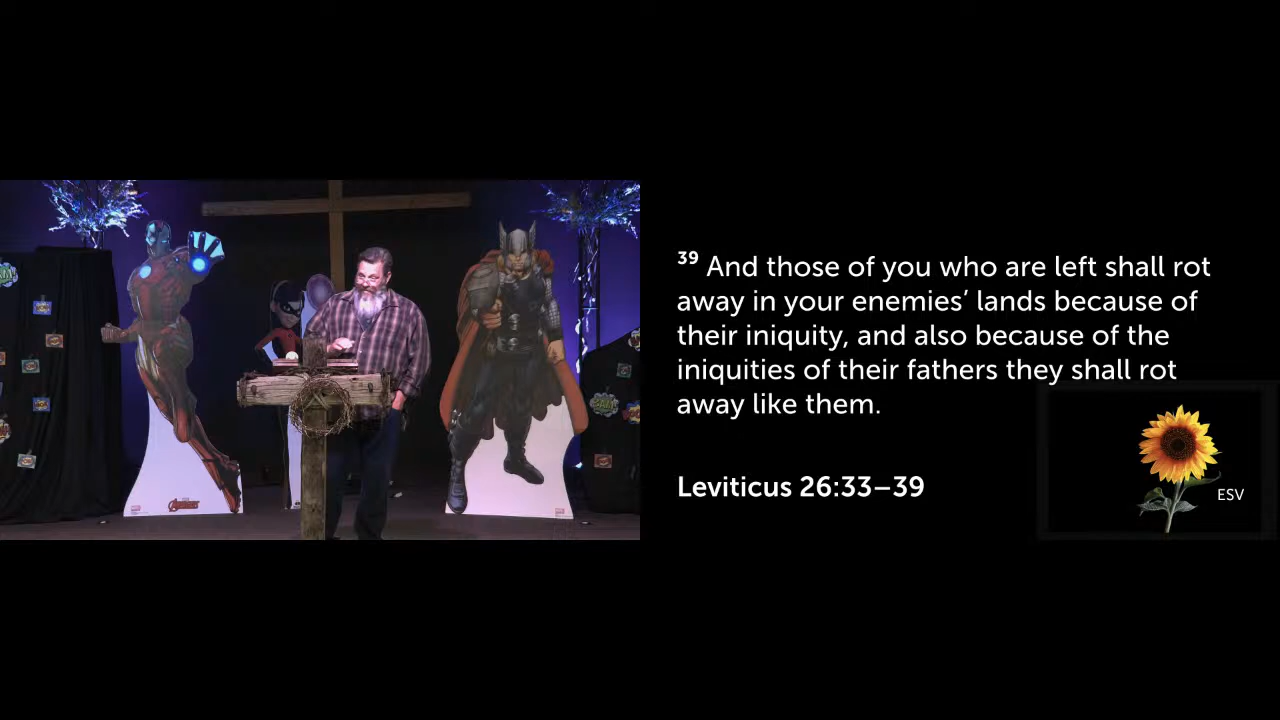 39 And those of you who are left shall rot
away in your enemies’ lands because of
their iniquity, and also because of the
iniquities of their fathers they shall rot
away like them.
Leviticus 26:33–39
ESV
AVENGERS